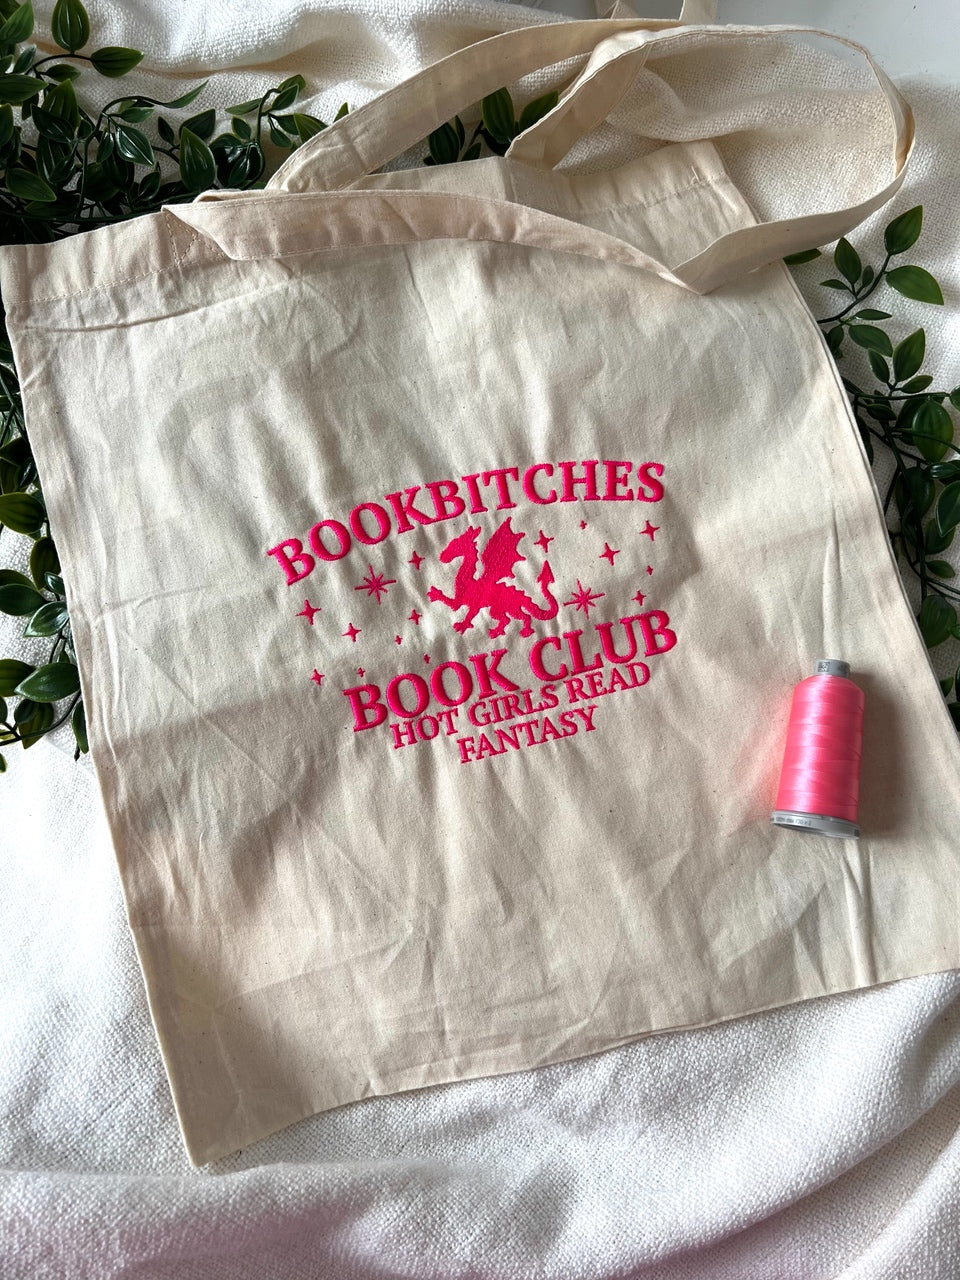 BOOKBITCHES
BOOK CLUB
HOT GIRLS READ
FANTASY